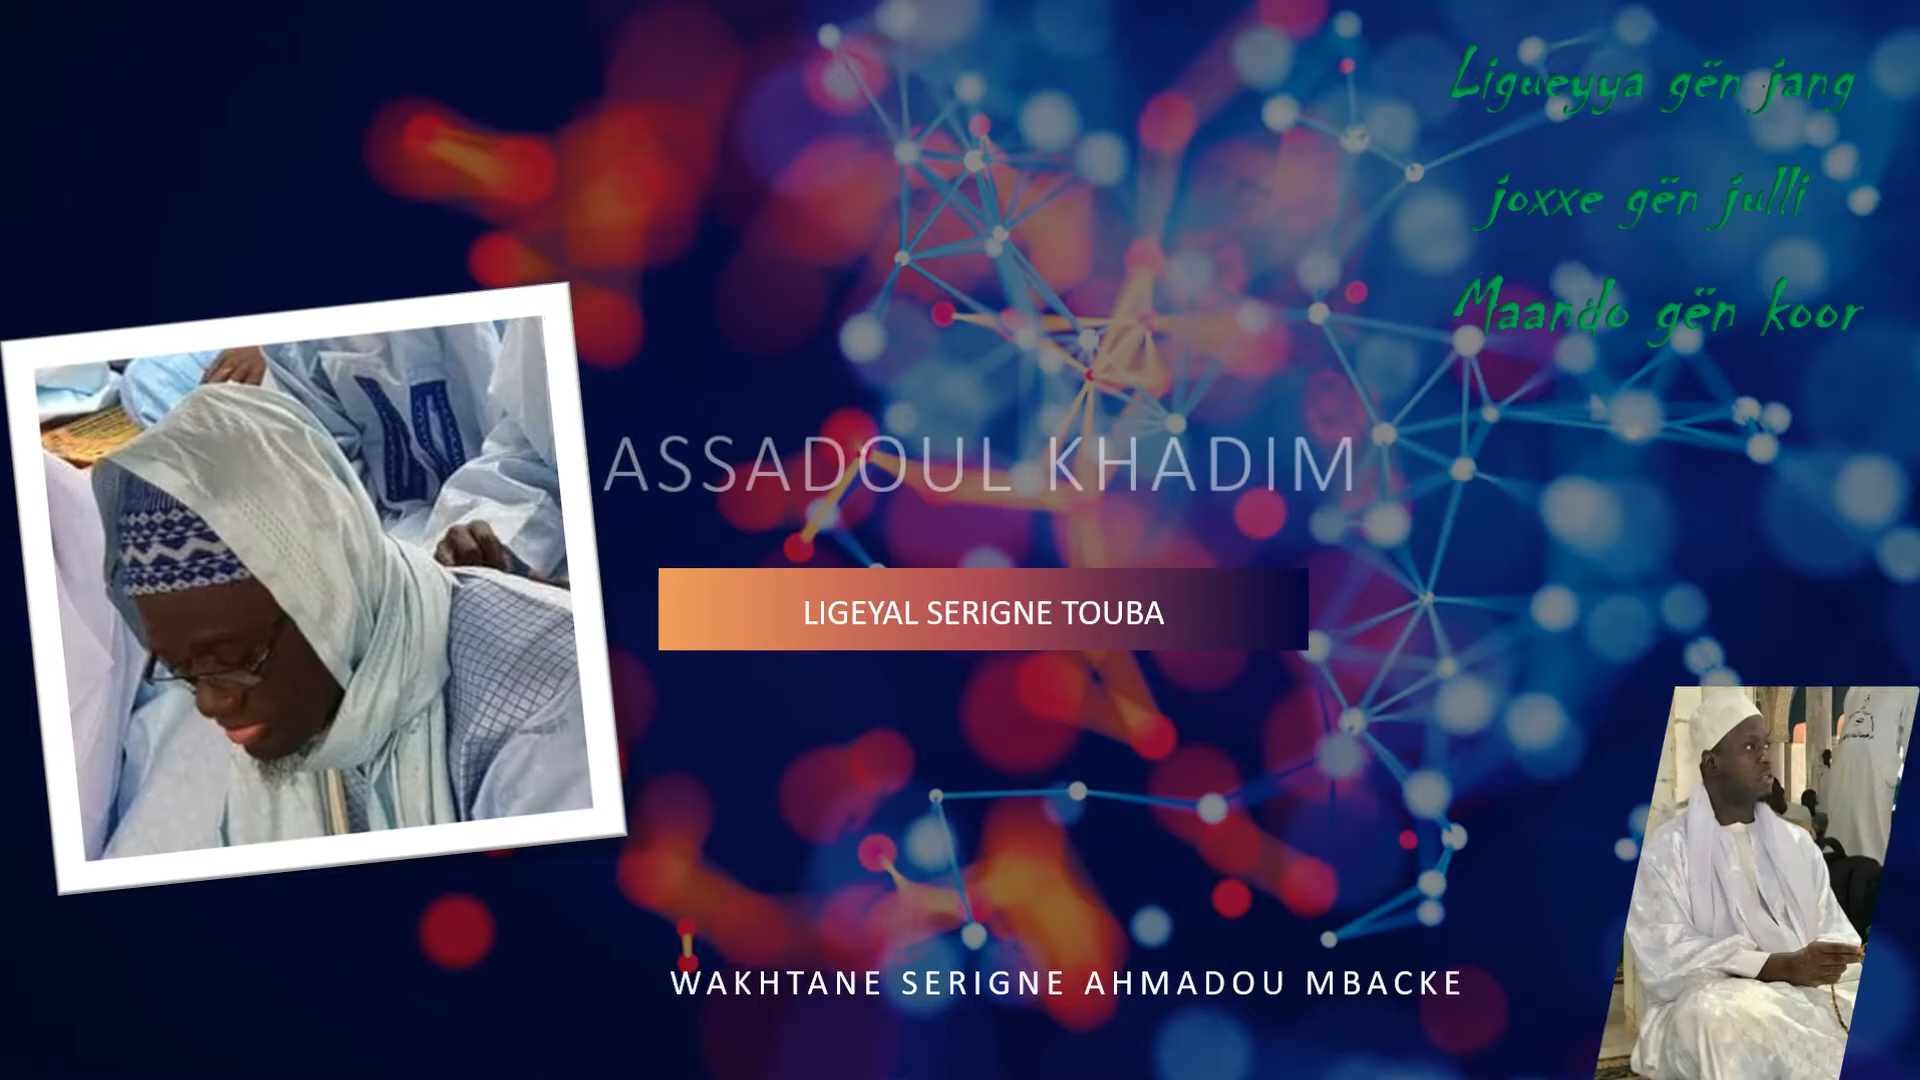 Ligueyya gën jang
joxxe gën julli
Maando gën koor
ASSADOUL KHADIM
LIGEYAL SERIGNE TOUBA
WAKHTANE SERIGNE AHMADOU MBACKE